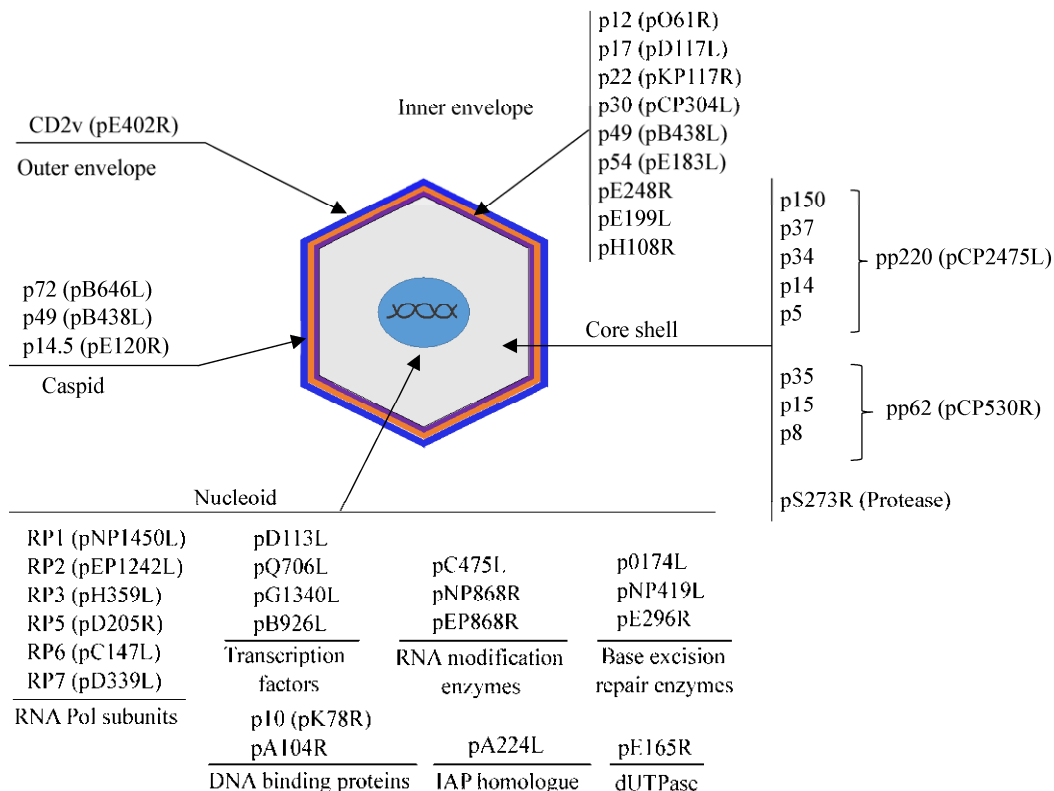 p12 (pO61R)
p17 (pD117L)
p22 (pKP117R)
p30 (pCP304L)
p49 (pB438L)
p54 (pE183L)
pE248R
pE199L
pH108R
Inner envelope
CD2v (pE402R)
Outer envelope
p72 (pB646L)
p49 (pB438L)
p14.5 (pE120R)
Caspid
p150
p37
p34
p14
p5
pp220 (pCP2475L)
Core shell
p35
p15
p8
pp62 (pCP530R)
pS273R (Protease)
Nucleoid
RP1 (pNP1450L)
RP2 (pEP1242L)
RP3 (pH359L)
RP5 (pD205R)
RP6 (pC147L)
RP7 (pD339L)
RNA Pol subunits
pD113L
pQ706L
pG1340L
pB926L
Transcription
factors
pC475L
pNP868R
pEP868R
RNA modification
enzymes
p0174L
pNP419L
pE296R
Base excision
repair enzymes
p10 (pK78R)
pA104R
DNA binding proteins
pA224L
IAP homologue
pE165R
dUTPase